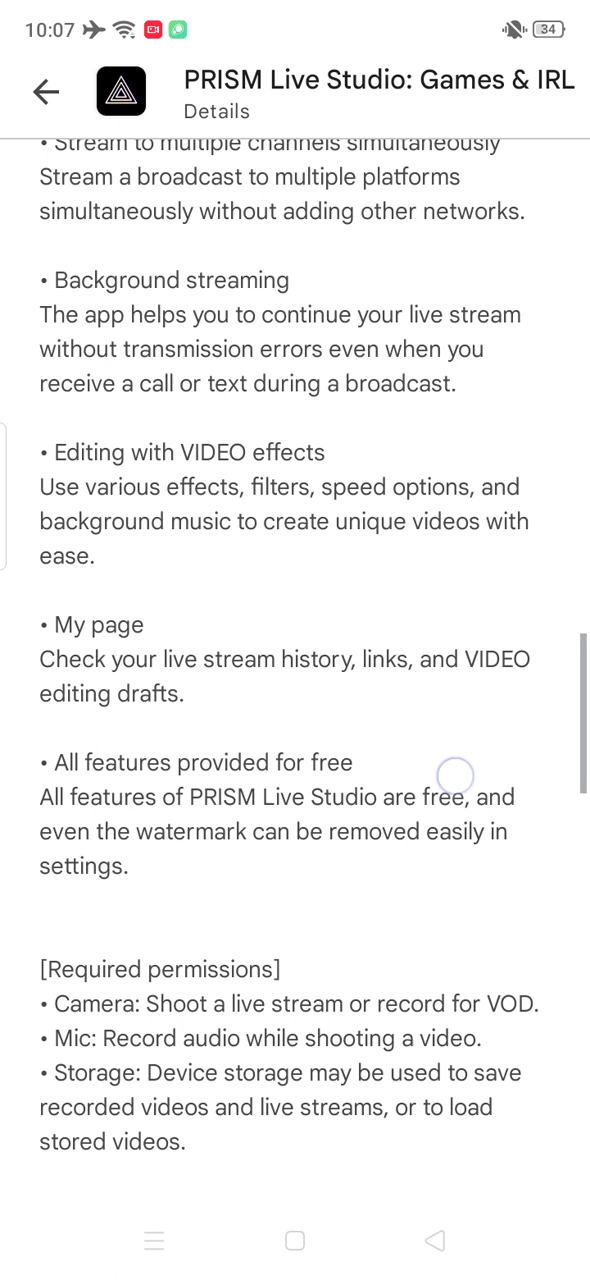 10:07
34
PRISM Live Studio: Games & IRL
Details
• Stream to multiple channels simultaneously
Stream a broadcast to multiple platforms
simultaneously without adding other networks.
• Background streaming
The app helps you to continue your live stream
without transmission errors even when you
receive a call or text during a broadcast.
• Editing with VIDEO effects
Use various effects, filters, speed options, and
background music to create unique videos with
ease.
• My page
Check your live stream history, links, and VIDEO
editing drafts.
• All features provided for free
All features of PRISM Live Studio are free, and
even the watermark can be removed easily in
settings.
[Required permissions]
• Camera: Shoot a live stream or record for VOD.
• Mic: Record audio while shooting a video.
• Storage: Device storage may be used to save
recorded videos and live streams, or to load
stored videos.